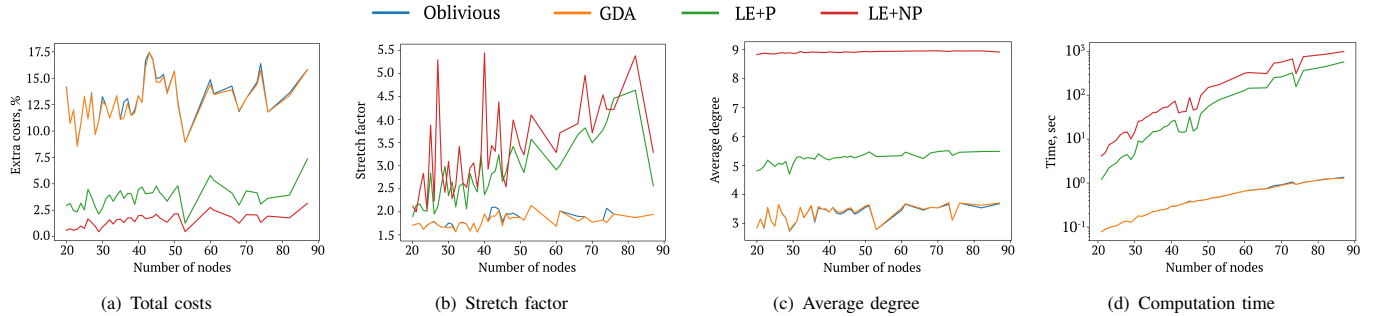 Oblivious GDA LE+P LE+NP
Extra cosrs, %
17.5
15.0
12.5
10.0
7.5
5.0
2.5
0.0
20 30 40 50 60 70 80 90
Number of nodes
(a) Total costs
Stretch factor
5.5
5.0
4.5
4.0
3.5
3.0
2.5
2.0
1.5
20 30 40 50 60 70 80 90
Number of nodes
(b) Stretch factor
Average degree
9
8
7
6
5
4
3
20 30 40 50 60 70 80 90
Number of nodes
(c) Average degree
Time, sec
10³
10²
10¹
10⁰
10⁻¹
20 30 40 50 60 70 80 90
Number of nodes
(d) Computation time